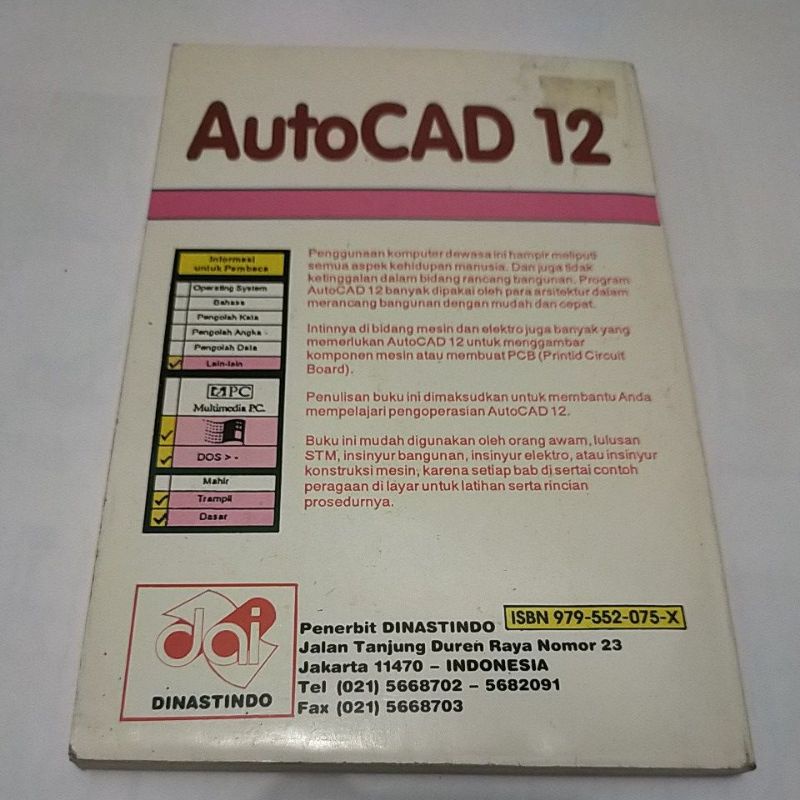 AutoCAD 12
Informasi
untuk Pembaca
Operating System
Bahasa
Pengolah Kata
Pengolah Angka -
Pengolah Data
Lain-lain
MPC
Multimedia PC.
DOS > -
Mahir
Trampil
Dasar
Penggunaan komputer dewasa ini hampir meliputi
semua aspek kehidupan manusia. Dan juga tidak
ketinggalan dalam bidang rancang bangunan. Program
AutoCAD 12 banyak dipakai oleh para arsitektur dalam
merancang bangunan dengan mudah dan cepat.
Intinnya di bidang mesin dan elektro juga banyak yang
memerlukan AutoCAD 12 untuk menggambar
komponen mesin atau membuat PCB (Printid Circuit
Board).
Penulisan buku ini dimaksudkan untuk membantu Anda
mempelajari pengoperasian AutoCAD 12.
Buku ini mudah digunakan oleh orang awam, lulusan
STM, insinyur bangunan, insinyur elektro, atau insinyur
konstruksi mesin, karena setiap bab di sertai contoh
peragaan di layar untuk latihan serta rincian
prosedurnya.
dai
DINASTINDO
ISBN 979-552-075-X
Penerbit DINASTINDO
Jalan Tanjung Duren Raya Nomor 23
Jakarta 11470 – INDONESIA
Tel (021) 5668702 – 5682091
Fax (021) 5668703